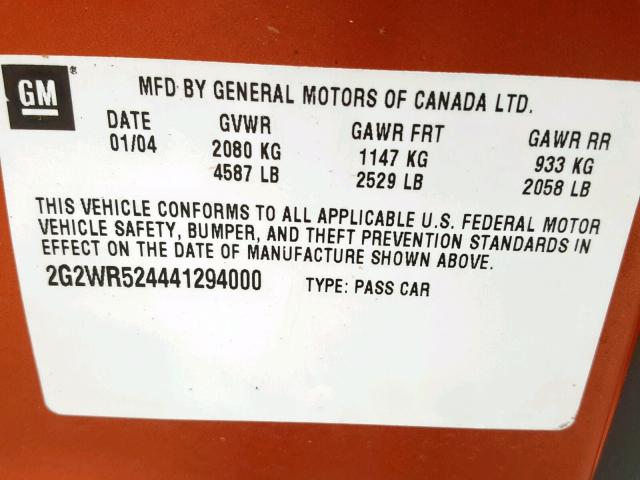 GM®
MFD BY GENERAL MOTORS OF CANADA LTD.
DATE GVWR GAWR FRT GAWR RR
01/04 2080 KG 1147 KG 933 KG
4587 LB 2529 LB 2058 LB
THIS VEHICLE CONFORMS TO ALL APPLICABLE U.S. FEDERAL MOTOR
VEHICLE SAFETY, BUMPER, AND THEFT PREVENTION STANDARDS IN
EFFECT ON THE DATE OF MANUFACTURE SHOWN ABOVE.
2G2WR524441294000 TYPE: PASS CAR